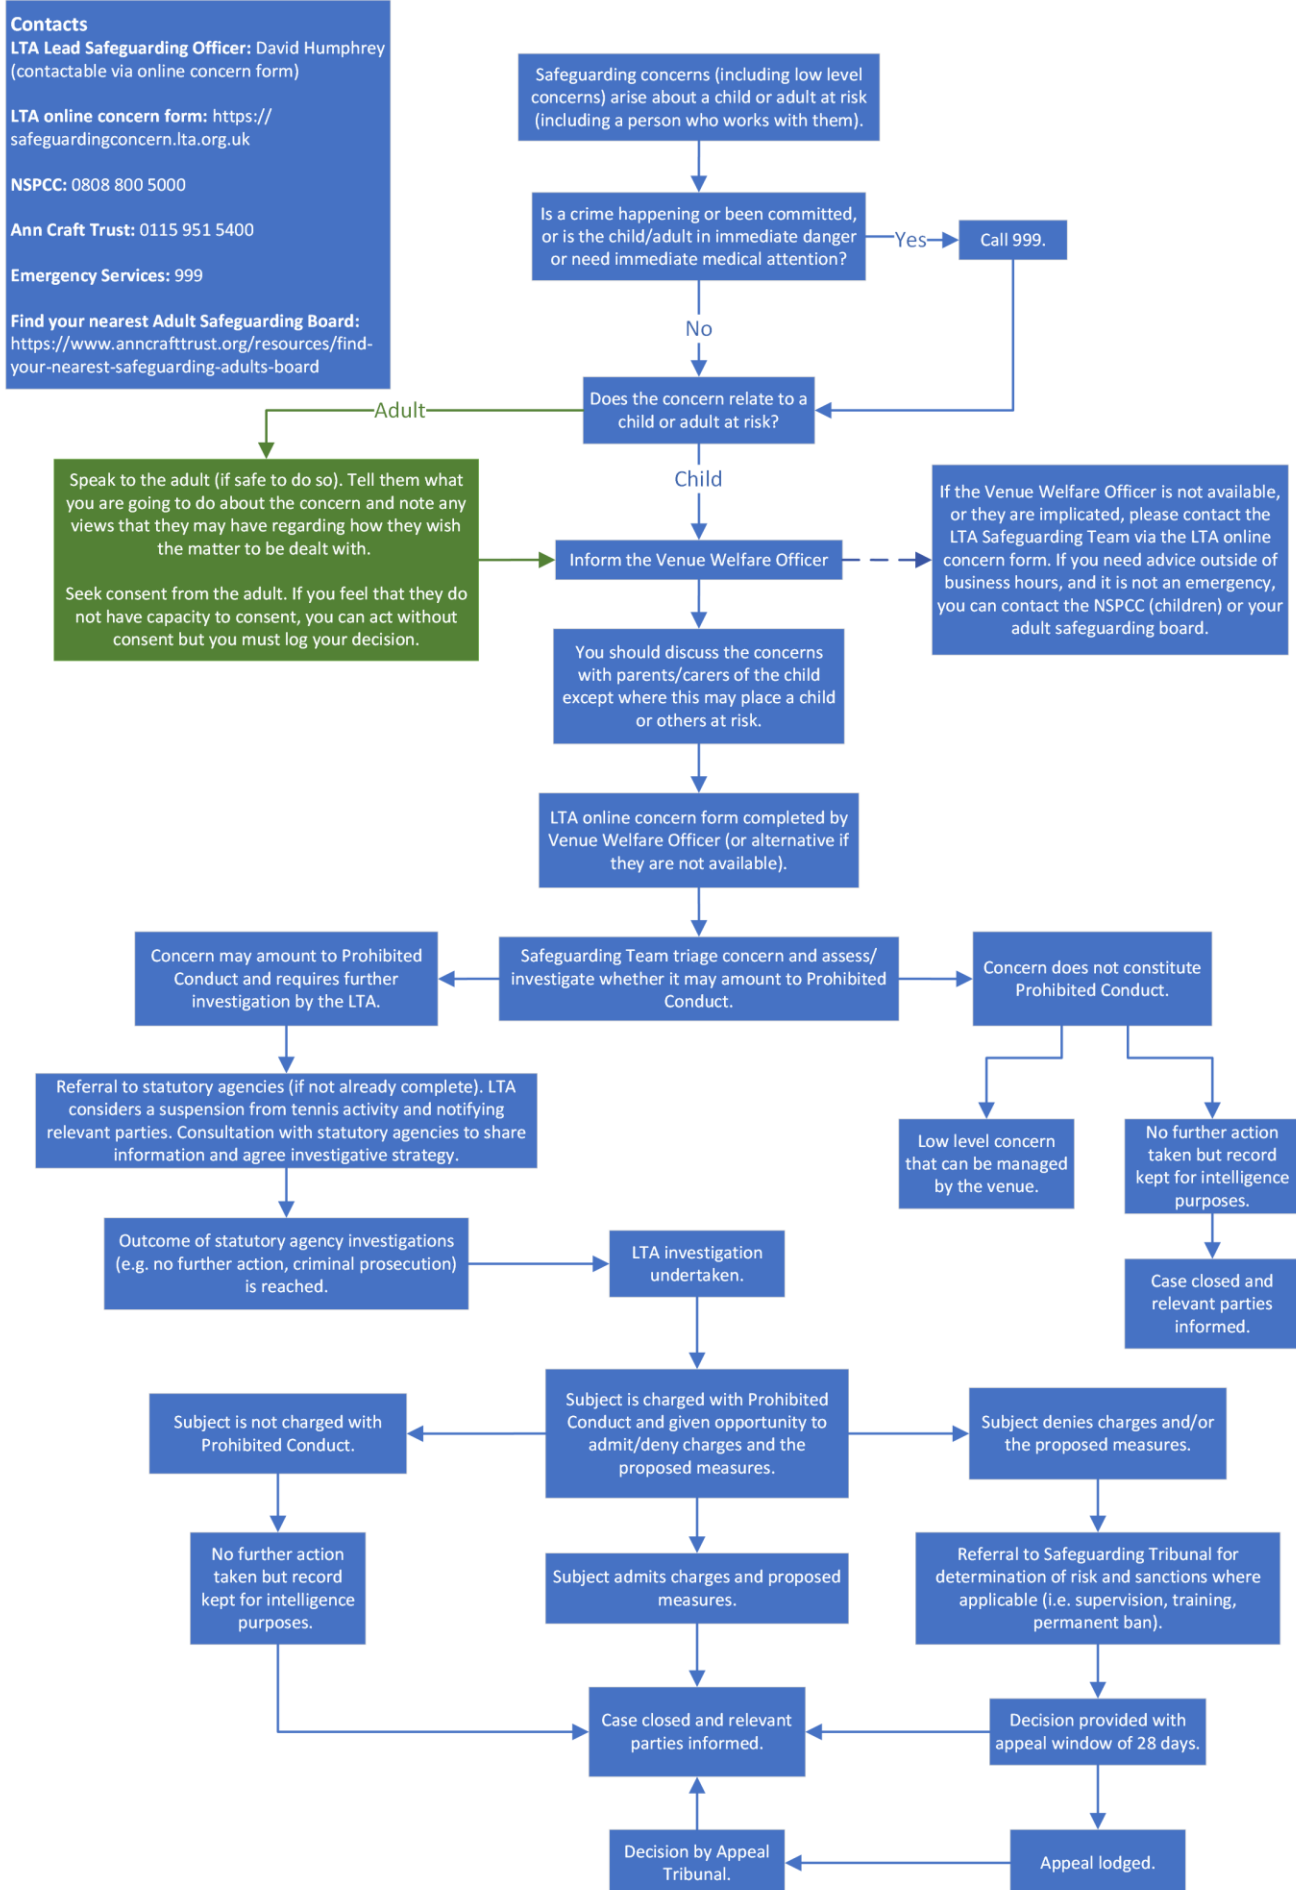 Contacts
LTA Lead Safeguarding Officer: David Humphrey
(contactable via online concern form)
LTA online concern form: https://
safeguardingconcern.lta.org.uk
NSPCC: 0808 800 5000
Ann Craft Trust: 0115 951 5400
Emergency Services: 999
Find your nearest Adult Safeguarding Board:
https://www.anncrafttrust.org/resources/find-
your-nearest-safeguarding-adults-board
Safeguarding concerns (including low level
concerns) arise about a child or adult at risk
(including a person who works with them).
Is a crime happening or been committed,
or is the child/adult in immediate danger
or need immediate medical attention?
Yes
Call 999.
No
Does the concern relate to a
child or adult at risk?
Adult
Child
Speak to the adult (if safe to do so). Tell them what
you are going to do about the concern and note any
views that they may have regarding how they wish
the matter to be dealt with.
Seek consent from the adult. If you feel that they do
not have capacity to consent, you can act without
consent but you must log your decision.
Inform the Venue Welfare Officer
If the Venue Welfare Officer is not available,
or they are implicated, please contact the
LTA Safeguarding Team via the LTA online
concern form. If you need advice outside of
business hours, and it is not an emergency,
you can contact the NSPCC (children) or your
adult safeguarding board.
You should discuss the concerns
with parents/carers of the child
except where this may place a child
or others at risk.
LTA online concern form completed by
Venue Welfare Officer (or alternative if
they are not available).
Concern may amount to Prohibited
Conduct and requires further
investigation by the LTA.
Safeguarding Team triage concern and assess/
investigate whether it may amount to Prohibited
Conduct.
Concern does not constitute
Prohibited Conduct.
Referral to statutory agencies (if not already complete). LTA
considers a suspension from tennis activity and notifying
relevant parties. Consultation with statutory agencies to share
information and agree investigative strategy.
Low level concern
that can be managed
by the venue.
No further action
taken but record
kept for intelligence
purposes.
Outcome of statutory agency investigations
(e.g. no further action, criminal prosecution)
is reached.
LTA investigation
undertaken.
Case closed and
relevant parties
informed.
Subject is not charged with
Prohibited Conduct.
Subject is charged with Prohibited
Conduct and given opportunity to
admit/deny charges and the
proposed measures.
Subject denies charges and/or
the proposed measures.
No further action
taken but record
kept for intelligence
purposes.
Subject admits charges and proposed
measures.
Referral to Safeguarding Tribunal for
determination of risk and sanctions where
applicable (i.e. supervision, training,
permanent ban).
Case closed and relevant
parties informed.
Decision provided with
appeal window of 28 days.
Decision by Appeal
Tribunal.
Appeal lodged.